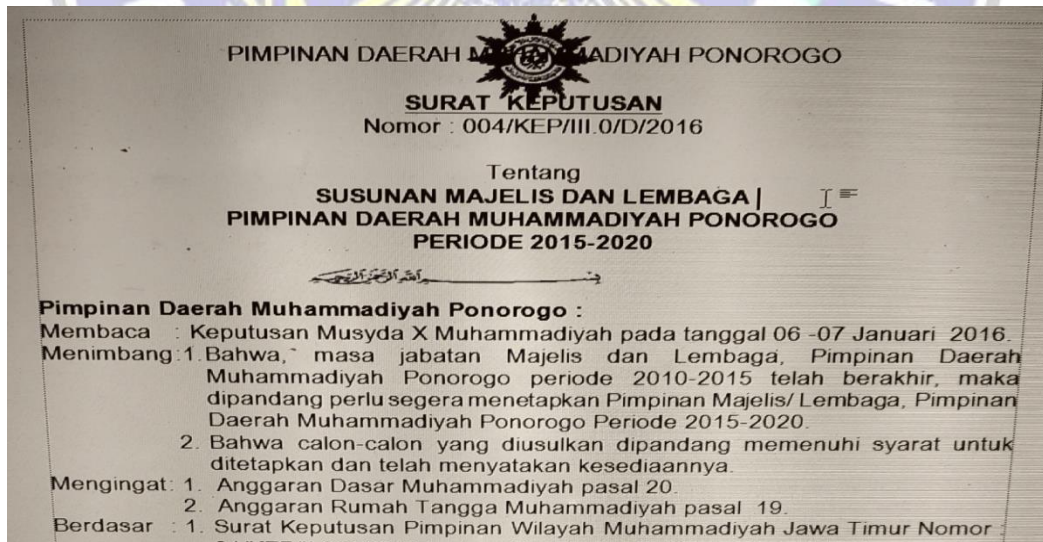 PIMPINAN DAERAH MUHAMMADIYAH PONOROGO
SURAT KEPUTUSAN
Nomor : 004/KEP/III.0/D/2016
Tentang
SUSUNAN MAJELIS DAN LEMBAGA
PIMPINAN DAERAH MUHAMMADIYAH PONOROGO
PERIODE 2015-2020
بسم الله الرحمن الرحيم
Pimpinan Daerah Muhammadiyah Ponorogo :
Membaca : Keputusan Musyda X Muhammadiyah pada tanggal 06 -07 Januari 2016.
Menimbang: 1. Bahwa, masa jabatan Majelis dan Lembaga, Pimpinan Daerah
Muhammadiyah Ponorogo periode 2010-2015 telah berakhir, maka
dipandang perlu segera menetapkan Pimpinan Majelis/ Lembaga, Pimpinan
Daerah Muhammadiyah Ponorogo Periode 2015-2020.
2. Bahwa calon-calon yang diusulkan dipandang memenuhi syarat untuk
ditetapkan dan telah menyatakan kesediaannya.
Mengingat: 1. Anggaran Dasar Muhammadiyah pasal 20.
2. Anggaran Rumah Tangga Muhammadiyah pasal 19.
Berdasar : 1. Surat Keputusan Pimpinan Wilayah Muhammadiyah Jawa Timur Nomor :